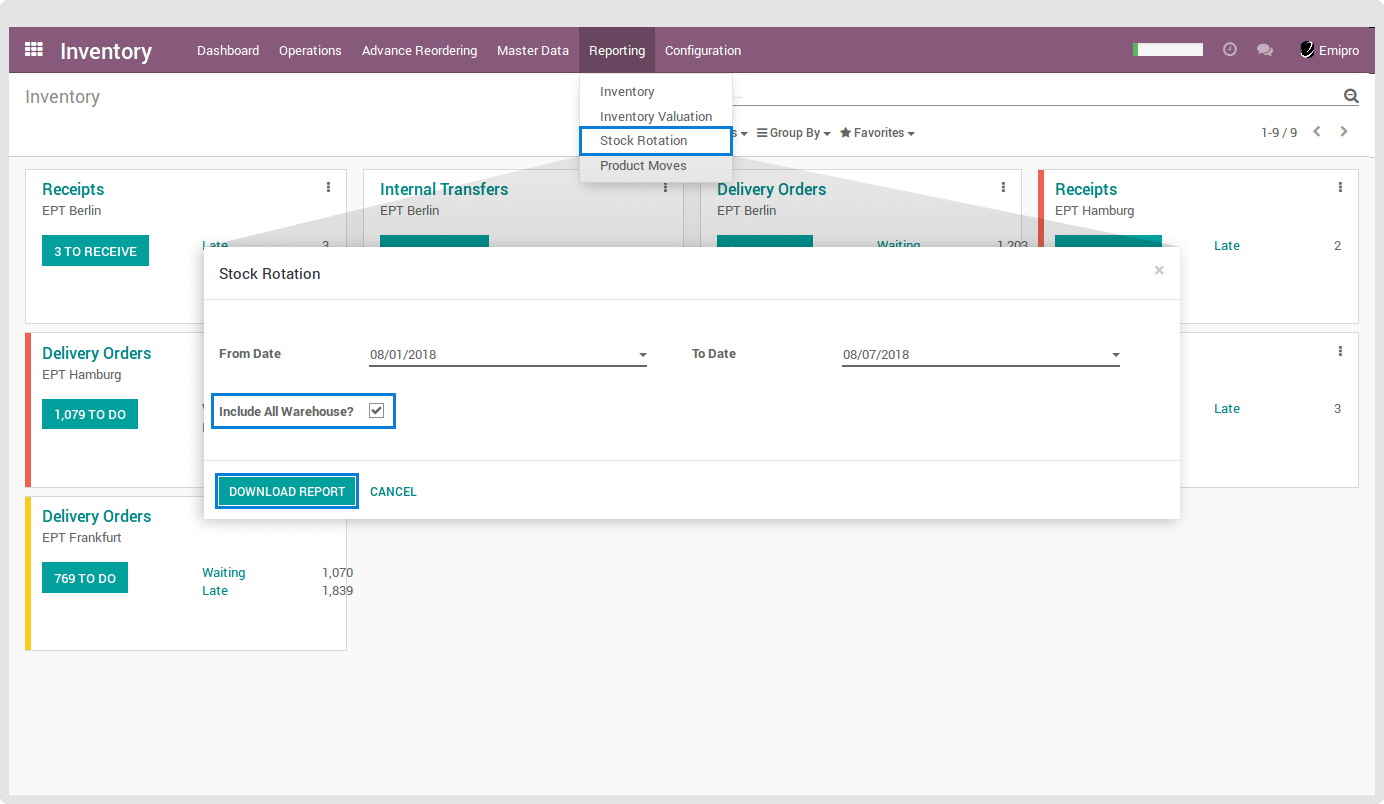 Inventory Dashboard Operations Advance Reordering Master Data Reporting Configuration Emipro
Inventory
Inventory
Inventory Valuation
Stock Rotation
Product Moves
Group By Favorites 1-9 / 9
Receipts
EPT Berlin
3 TO RECEIVE
Late 3
Internal Transfers
EPT Berlin
Delivery Orders
EPT Berlin
Waiting 1,203
Receipts
EPT Hamburg
Late 2
Stock Rotation ×
From Date 08/01/2018 To Date 08/07/2018
Include All Warehouse?
DOWNLOAD REPORT CANCEL
Delivery Orders
EPT Hamburg
1,079 TO DO
Late 3
Delivery Orders
EPT Frankfurt
769 TO DO
Waiting 1,070
Late 1,839